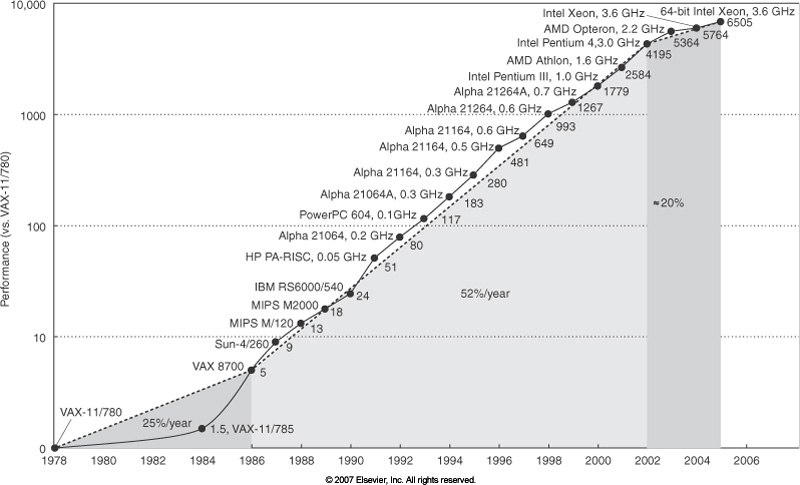 10,000
1000
100
10
0
Performance (vs. VAX-11/780)
64-bit Intel Xeon, 3.6 GHz
6505
Intel Xeon, 3.6 GHz
5764
AMD Opteron, 2.2 GHz
5364
Intel Pentium 4,3.0 GHz
4195
AMD Athlon, 1.6 GHz
2584
Intel Pentium III, 1.0 GHz
1779
Alpha 21264A, 0.7 GHz
1267
Alpha 21264, 0.6 GHz
993
Alpha 21164, 0.6 GHz
649
Alpha 21164, 0.5 GHz
481
Alpha 21164, 0.3 GHz
280
Alpha 21064A, 0.3 GHz
183
PowerPC 604, 0.1GHz
117
Alpha 21064, 0.2 GHz
80
HP PA-RISC, 0.05 GHz
51
IBM RS6000/540
24
MIPS M2000
18
MIPS M/120
13
Sun-4/260
9
VAX 8700
5
1.5, VAX-11/785
VAX-11/780
25%/year
52%/year
≈20%
1978 1980 1982 1984 1986 1988 1990 1992 1994 1996 1998 2000 2002 2004 2006
© 2007 Elsevier, Inc. All rights reserved.